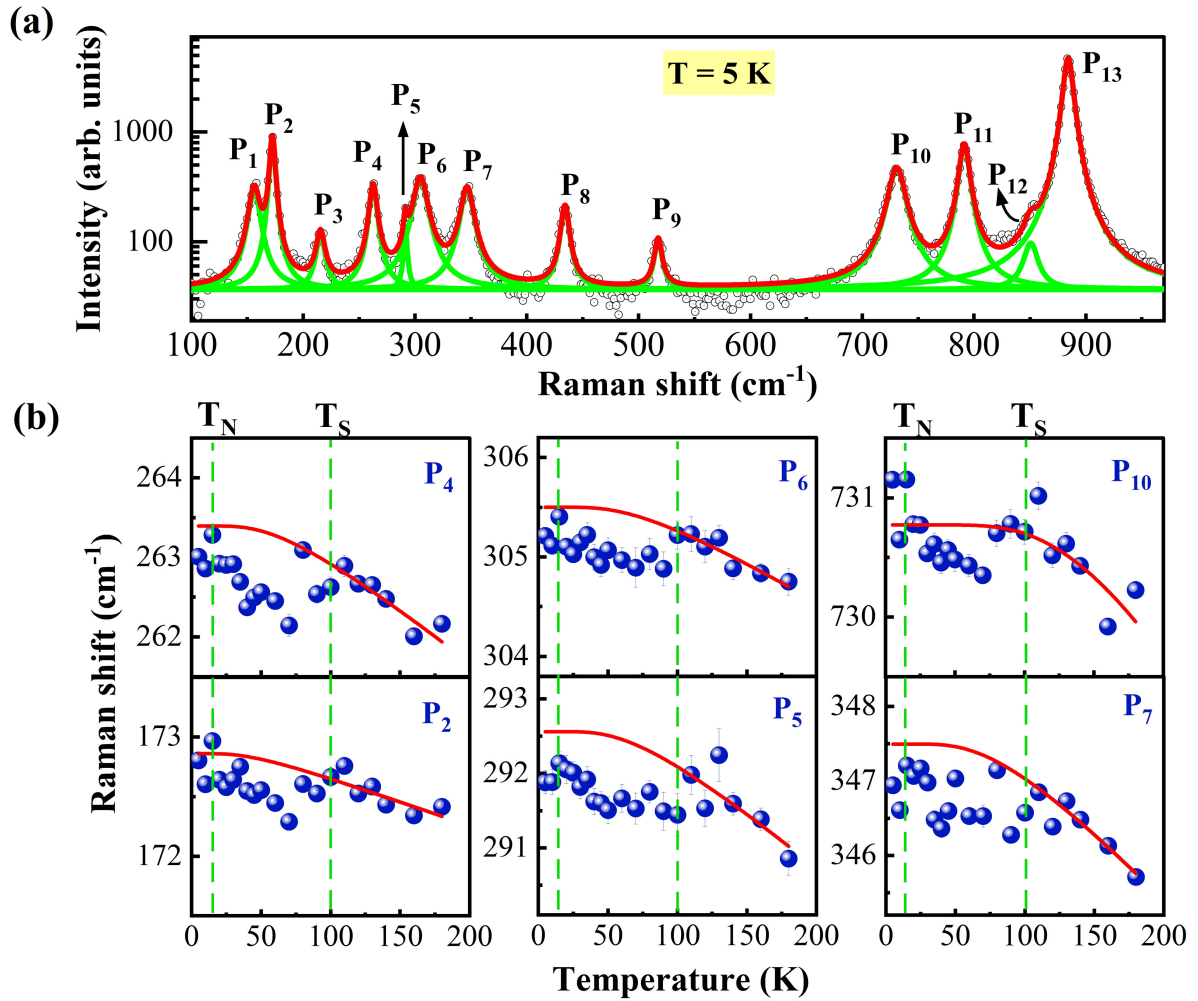 (a)
Intensity (arb. units)
1000
100
T = 5 K
P1
P2
P3
P4
P5
P6
P7
P8
P9
P10
P11
P12
P13
100 200 300 400 500 600 700 800 900
Raman shift (cm-1)
(b)
TN TS TN TS
Raman shift (cm-1)
264
263
262
P4
306
305
304
P6
731
730
P10
173
172
P2
293
292
291
P5
348
347
346
P7
0 50 100 150 200
0 50 100 150 200
0 50 100 150 200
Temperature (K)